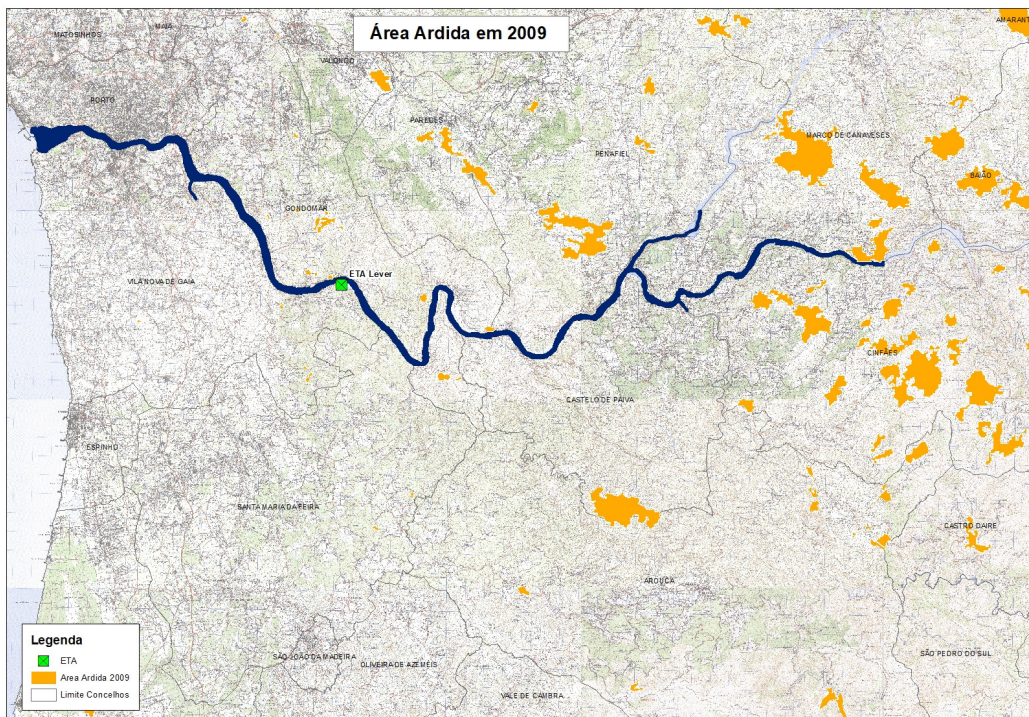 Área Ardida em 2009
AMARANT
MATOSINHOS
MAIA
VALONGO
PORTO
PAREDES
MARCO DE CANAVESES
PENAFIEL
BAIÃO
GONDOMAR
ETA Lever
VILA NOVA DE GAIA
CINFÃES
CASTELO DE PAIVA
ESPINHO
SANTA MARIA DA FEIRA
CASTRO DAIRE
AROUCA
SÃO JOÃO DA MADEIRA
OLIVEIRA DE AZEMÉIS
SÃO PEDRO DO SUL
VALE DE CAMBRA
Legenda
ETA
Area Ardida 2009
Limite Concelhos